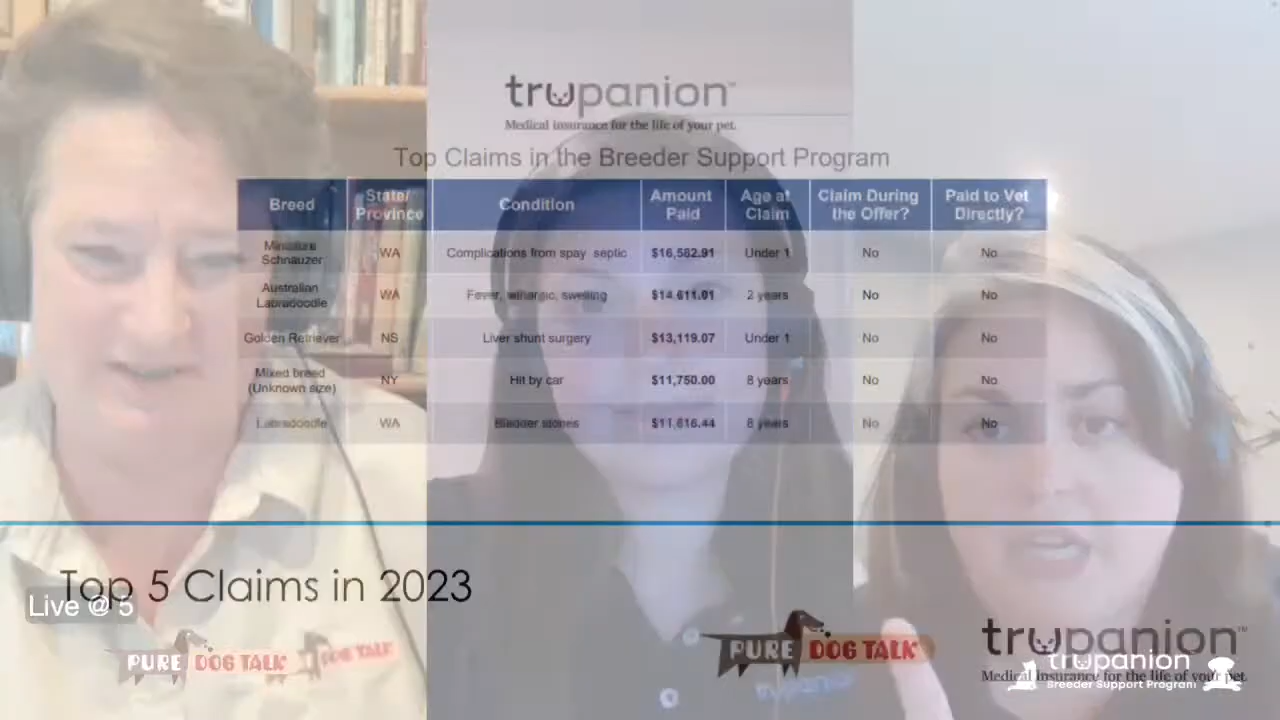 trupanion™
Medical insurance for the life of your pet.
Top Claims in the Breeder Support Program
Breed State/Province Condition Amount Paid Age at Claim Claim During the Offer? Paid to Vet Directly?
Miniature Schnauzer WA Complications from spay septic $16,582.91 Under 1 No No
Australian Labradoodle WA Fever, swelling 2 years No No
Golden Retriever NS Liver shunt surgery $13,119.07 Under 1 No No
Mixed breed (Unknown size) NY Hit by car $11,750.00 8 years No No
Labradoodle WA Bladder stones 8 years No No
Top 5 Claims in 2023
Live @ 5
PURE DOG TALK
DOG TALK
PURE DOG TALK
trupanion
trupanion™
Medical insurance for the life of your pet.
trupanion
Breeder Support Program